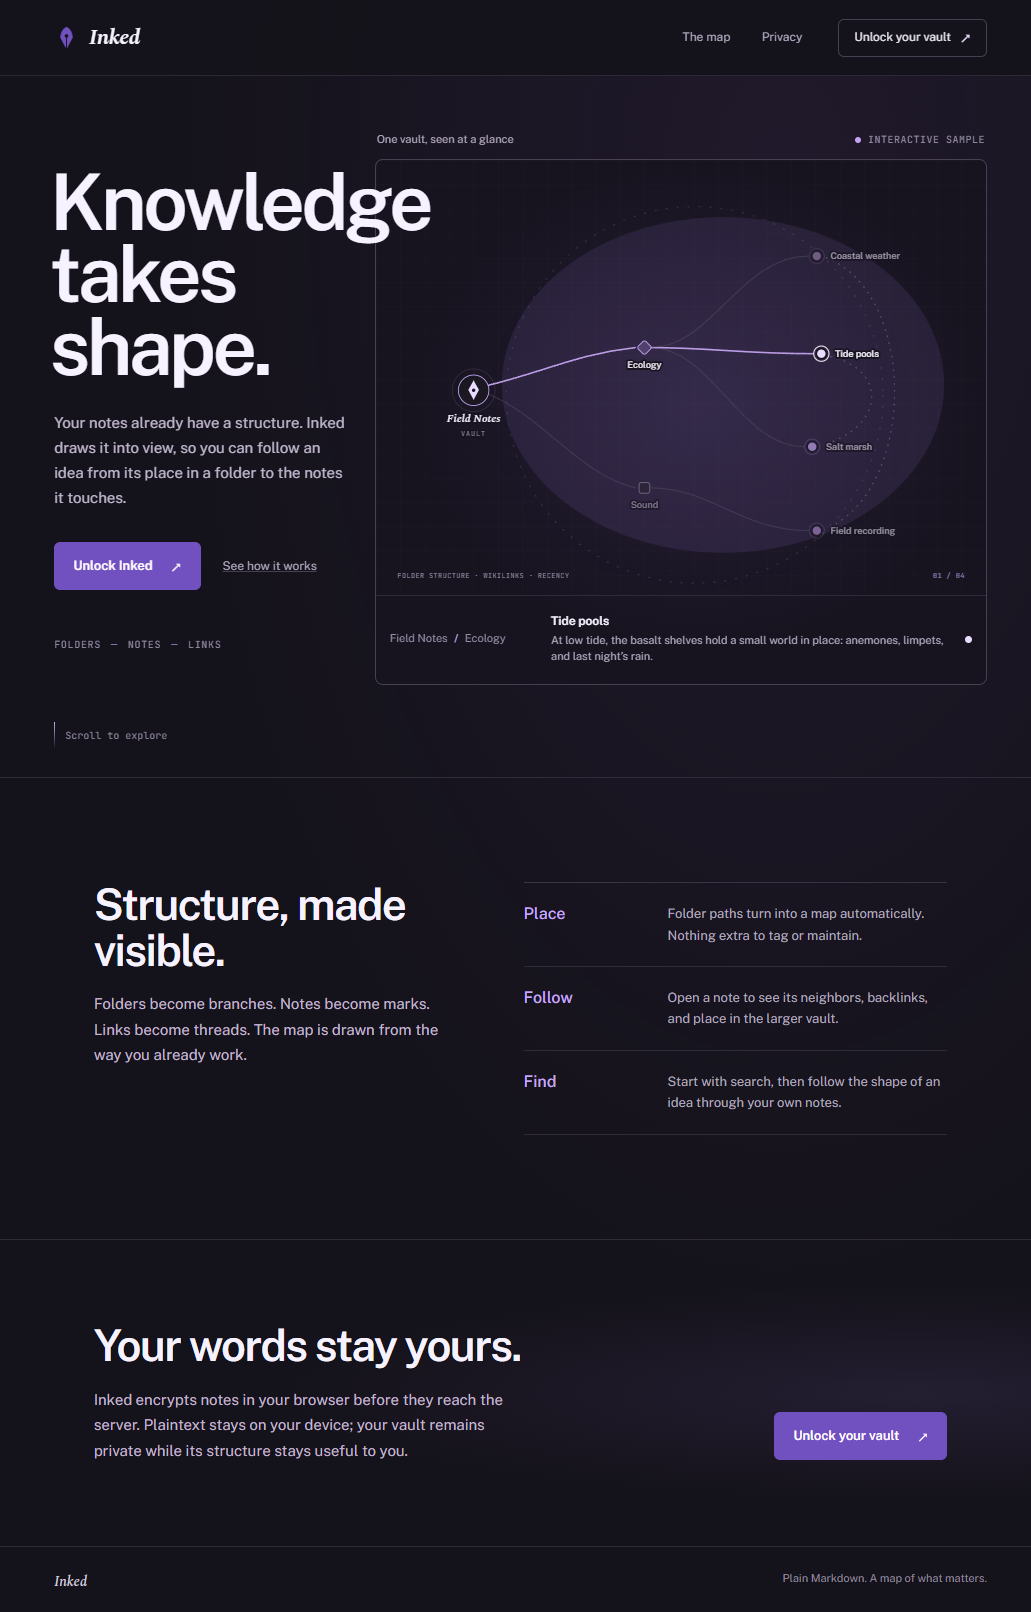 Inked
The map
Privacy
Unlock your vault ↗
One vault, seen at a glance
INTERACTIVE SAMPLE
Knowledge
takes
shape.
Your notes already have a structure. Inked
draws it into view, so you can follow an
idea from its place in a folder to the notes
it touches.
Unlock Inked ↗
See how it works
FOLDERS — NOTES — LINKS
Scroll to explore
Coastal weather
Tide pools
Ecology
Field Notes
VAULT
Salt marsh
Sound
Field recording
FOLDER STRUCTURE · WIKILINKS · RECENCY
01 / 04
Field Notes / Ecology
Tide pools
At low tide, the basalt shelves hold a small world in place: anemones, limpets,
and last night's rain.
Structure, made
visible.
Folders become branches. Notes become marks.
Links become threads. The map is drawn from the
way you already work.
Place
Folder paths turn into a map automatically.
Nothing extra to tag or maintain.
Follow
Open a note to see its neighbors, backlinks,
and place in the larger vault.
Find
Start with search, then follow the shape of an
idea through your own notes.
Your words stay yours.
Inked encrypts notes in your browser before they reach the
server. Plaintext stays on your device; your vault remains
private while its structure stays useful to you.
Unlock your vault ↗
Inked
Plain Markdown. A map of what matters.